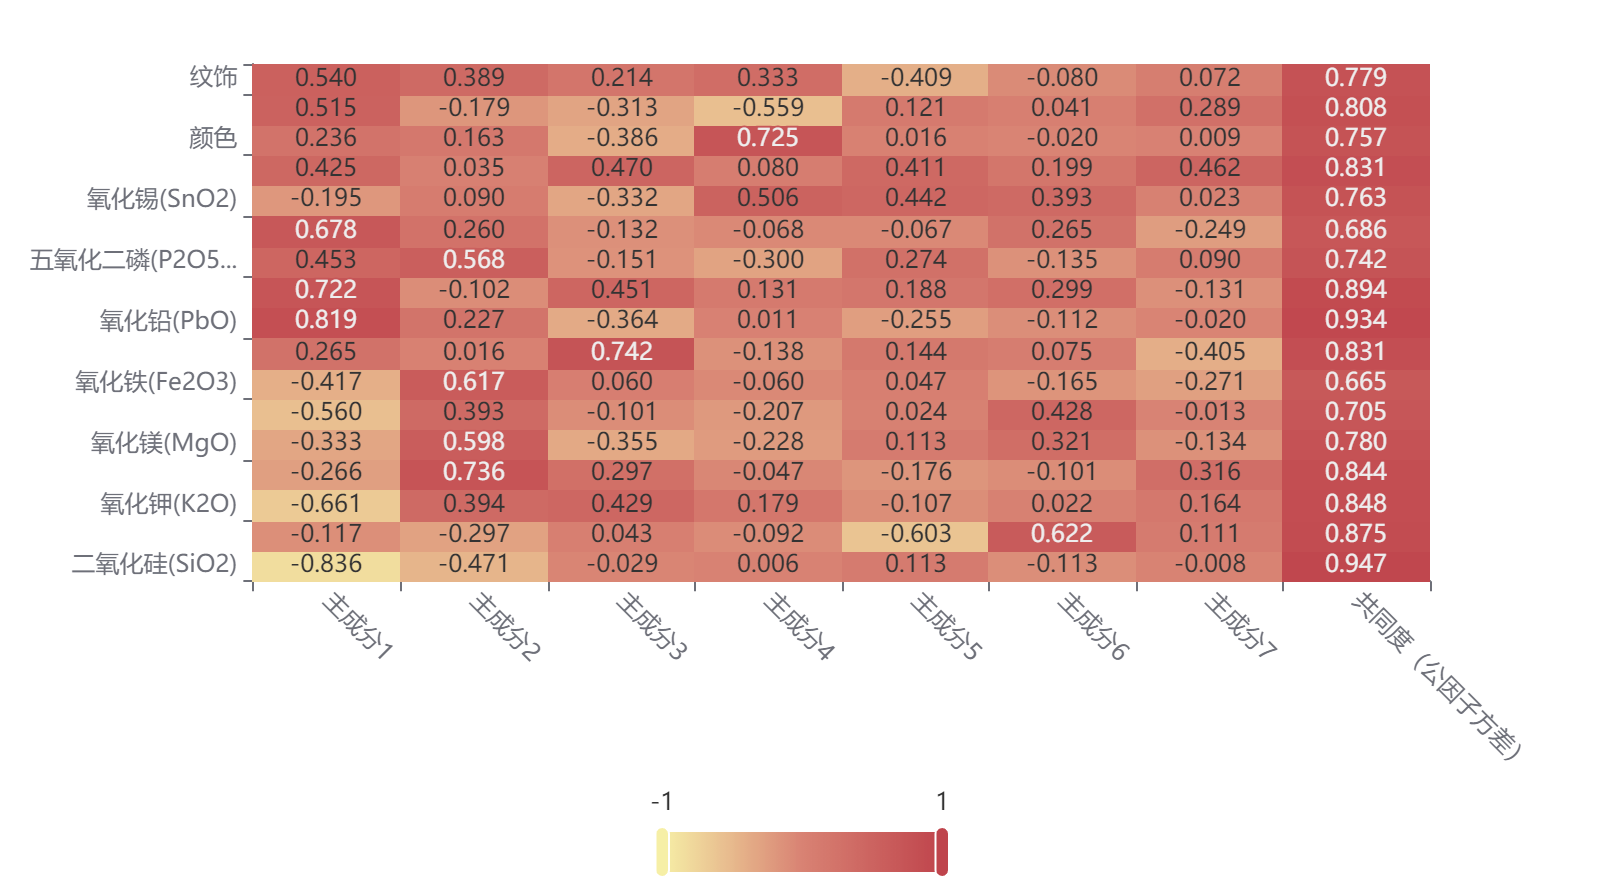 纹饰 0.540 0.389 0.214 0.333 -0.409 -0.080 0.072 0.779
0.515 -0.179 -0.313 -0.559 0.121 0.041 0.289 0.808
颜色 0.236 0.163 -0.386 0.725 0.016 -0.020 0.009 0.757
0.425 0.035 0.470 0.080 0.411 0.199 0.462 0.831
氧化锡(SnO2) -0.195 0.090 -0.332 0.506 0.442 0.393 0.023 0.763
0.678 0.260 -0.132 -0.068 -0.067 0.265 -0.249 0.686
五氧化二磷(P2O5... 0.453 0.568 -0.151 -0.300 0.274 -0.135 0.090 0.742
0.722 -0.102 0.451 0.131 0.188 0.299 -0.131 0.894
氧化铅(PbO) 0.819 0.227 -0.364 0.011 -0.255 -0.112 -0.020 0.934
0.265 0.016 0.742 -0.138 0.144 0.075 -0.405 0.831
氧化铁(Fe2O3) -0.417 0.617 0.060 -0.060 0.047 -0.165 -0.271 0.665
-0.560 0.393 -0.101 -0.207 0.024 0.428 -0.013 0.705
氧化镁(MgO) -0.333 0.598 -0.355 -0.228 0.113 0.321 -0.134 0.780
-0.266 0.736 0.297 -0.047 -0.176 -0.101 0.316 0.844
氧化钾(K2O) -0.661 0.394 0.429 0.179 -0.107 0.022 0.164 0.848
-0.117 -0.297 0.043 -0.092 -0.603 0.622 0.111 0.875
二氧化硅(SiO2) -0.836 -0.471 -0.029 0.006 0.113 -0.113 -0.008 0.947
主成分1 主成分2 主成分3 主成分4 主成分5 主成分6 主成分7 共同度（公因子方差）
-1 1